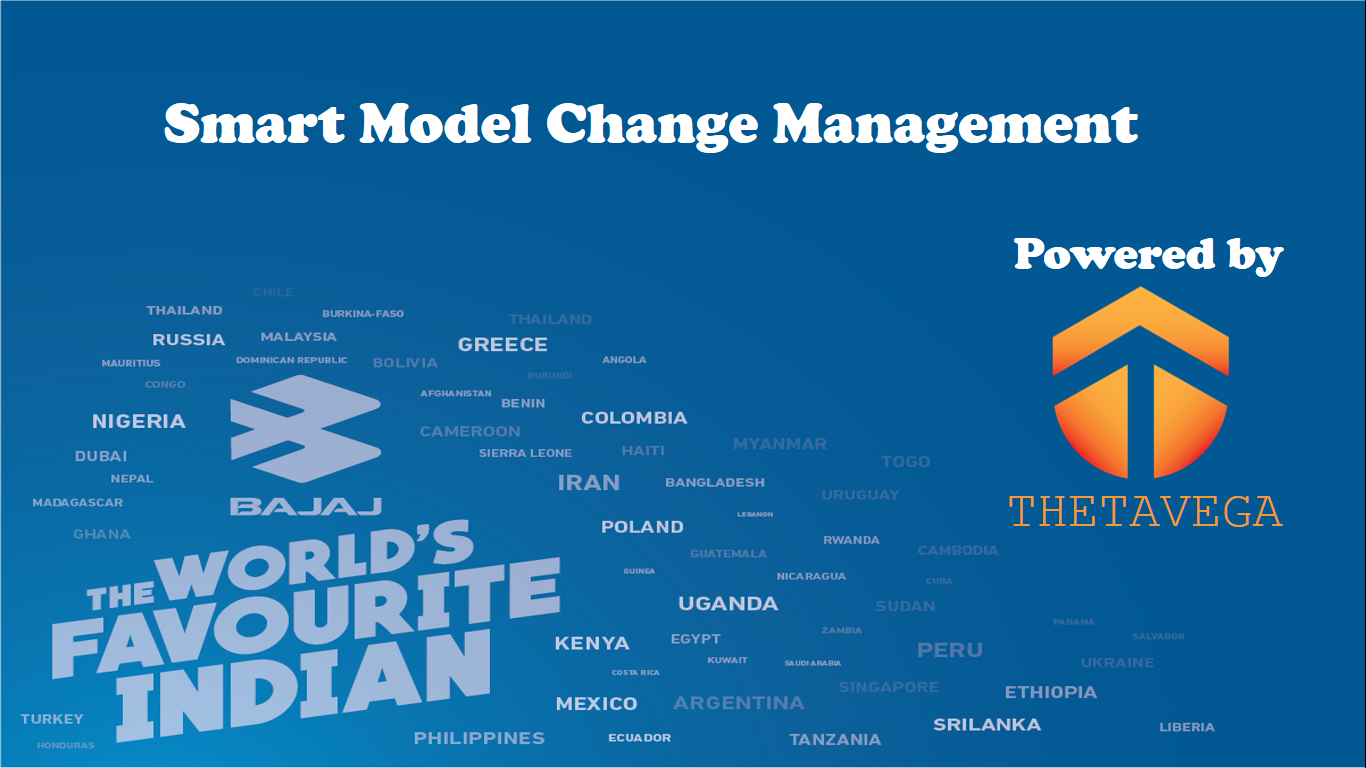 Smart Model Change Management
Powered by
THETAVEGA
CHILE
THAILAND
BURKINA-FASO
THAILAND
RUSSIA
MALAYSIA
GREECE
MAURITIUS
DOMINICAN REPUBLIC
BOLIVIA
ANGOLA
CONGO
BURUNDI
AFGHANISTAN
BENIN
NIGERIA
COLOMBIA
CAMEROON
MYANMAR
DUBAI
SIERRA LEONE
HAITI
TOGO
NEPAL
IRAN
BANGLADESH
URUGUAY
MADAGASCAR
BAJAJ
LEBANON
GHANA
POLAND
RWANDA
GUATEMALA
CAMBODIA
GUINEA
NICARAGUA
CUBA
THE WORLD'S
FAVOURITE
INDIAN
UGANDA
SUDAN
PANAMA
ZAMBIA
SALVADOR
KENYA
EGYPT
PERU
KUWAIT
SAUDI ARABIA
UKRAINE
COSTA RICA
SINGAPORE
ETHIOPIA
MEXICO
ARGENTINA
TURKEY
SRILANKA
LIBERIA
HONDURAS
PHILIPPINES
ECUADOR
TANZANIA